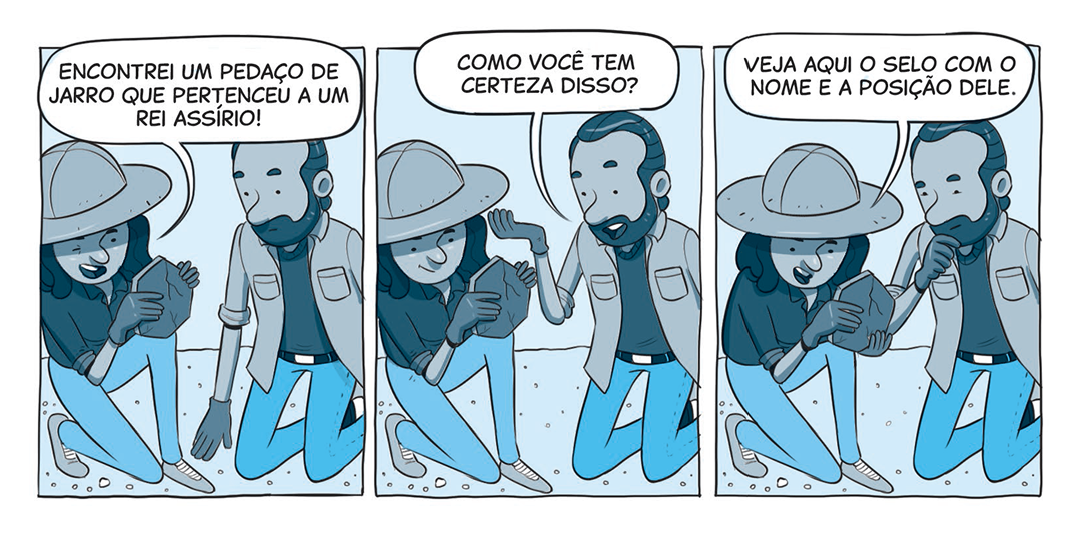 ENCONTREI UM PEDAÇO DE
JARRO QUE PERTENCEU A UM
REI ASSÍRIO!
COMO VOCÊ TEM
CERTEZA DISSO?
VEJA AQUI O SELO COM O
NOME E A POSIÇÃO DELE.